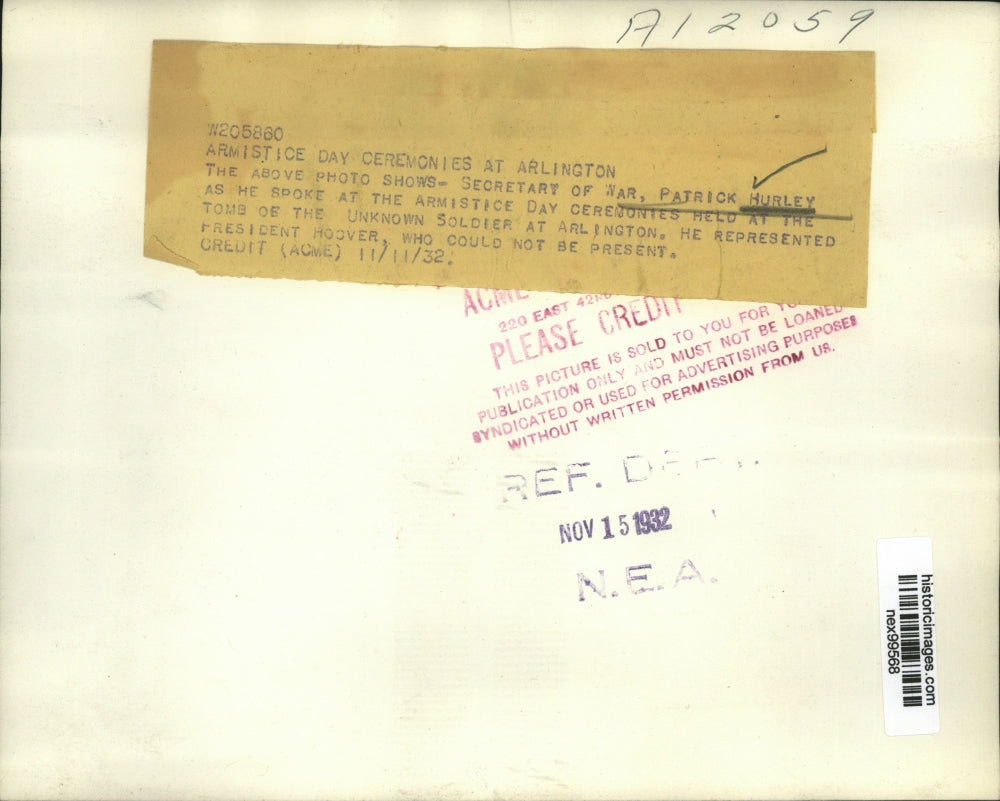 A12059
W205860
ARMISTICE DAY CEREMONIES AT ARLINGTON
THE ABOVE PHOTO SHOWS- SECRETARY OF WAR, PATRICK HURLEY
AS HE SPOKE AT THE ARMISTICE DAY CEREMONIES HELD AT THE
TOMB OF THE UNKNOWN SOLDIER AT ARLINGTON. HE REPRESENTED
PRESIDENT HOOVER, WHO COULD NOT BE PRESENT.
CREDIT (ACME) 11/11/32.
ACME
220 EAST 42ND
PLEASE CREDIT
THIS PICTURE IS SOLD TO YOU FOR
PUBLICATION ONLY AND MUST NOT BE LOANED
SYNDICATED OR USED FOR ADVERTISING PURPOSES
WITHOUT WRITTEN PERMISSION FROM US.
REF.
NOV 15 1932
N.E.A.
historicimages.com
nex99568